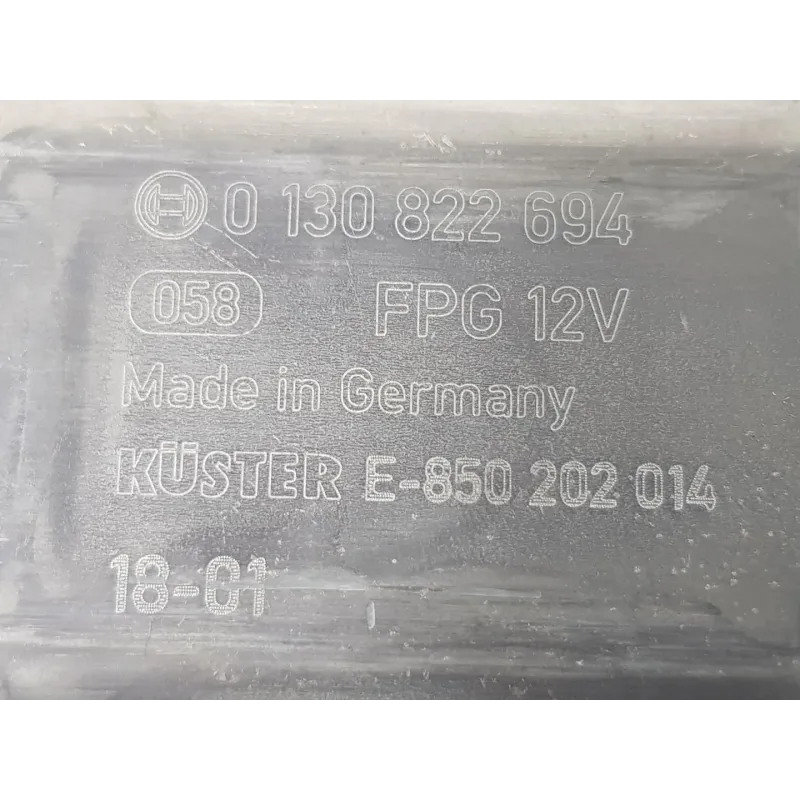 0 130 822 694
058 FPG 12V
Made in Germany
KÜSTER E-850 202 014
18-01